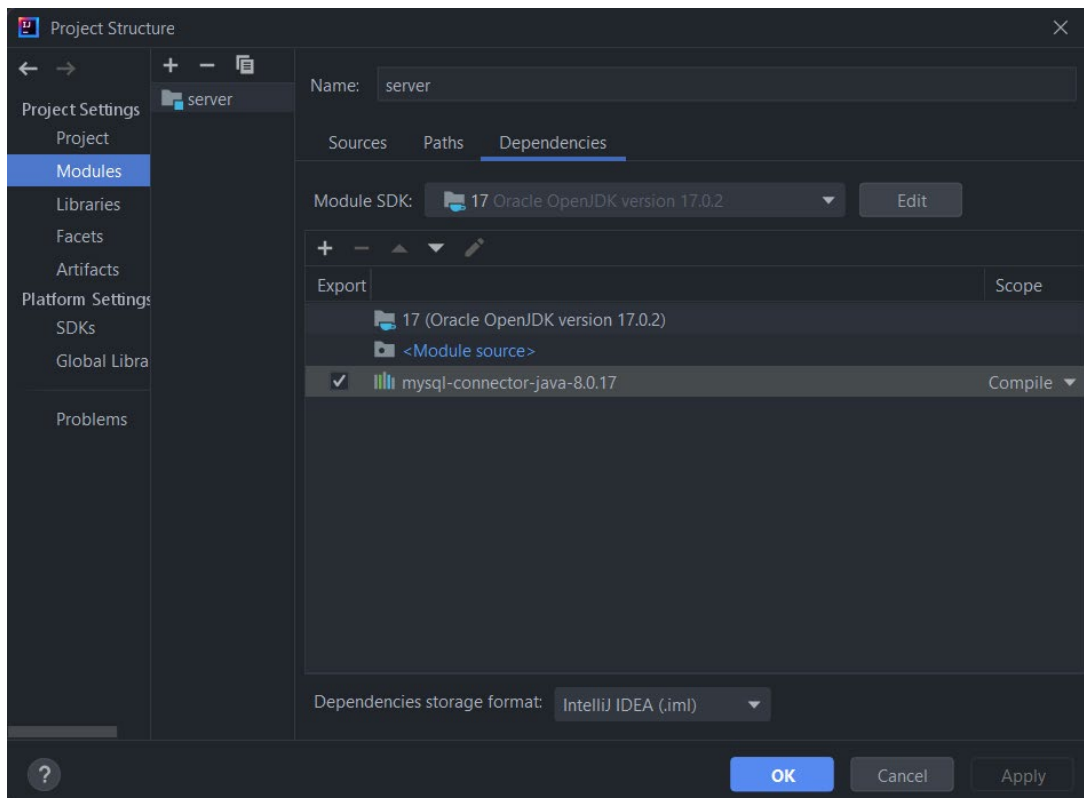 Project Structure
Name: server
server
Project Settings
Project
Modules
Libraries
Facets
Artifacts
Platform Settings
SDKs
Global Libra
Problems
Sources Paths Dependencies
Module SDK: 17 Oracle OpenJDK version 17.0.2 Edit
Export Scope
17 (Oracle OpenJDK version 17.0.2)
<Module source>
mysql-connector-java-8.0.17 Compile
Dependencies storage format: IntelliJ IDEA (.iml)
? OK Cancel Apply